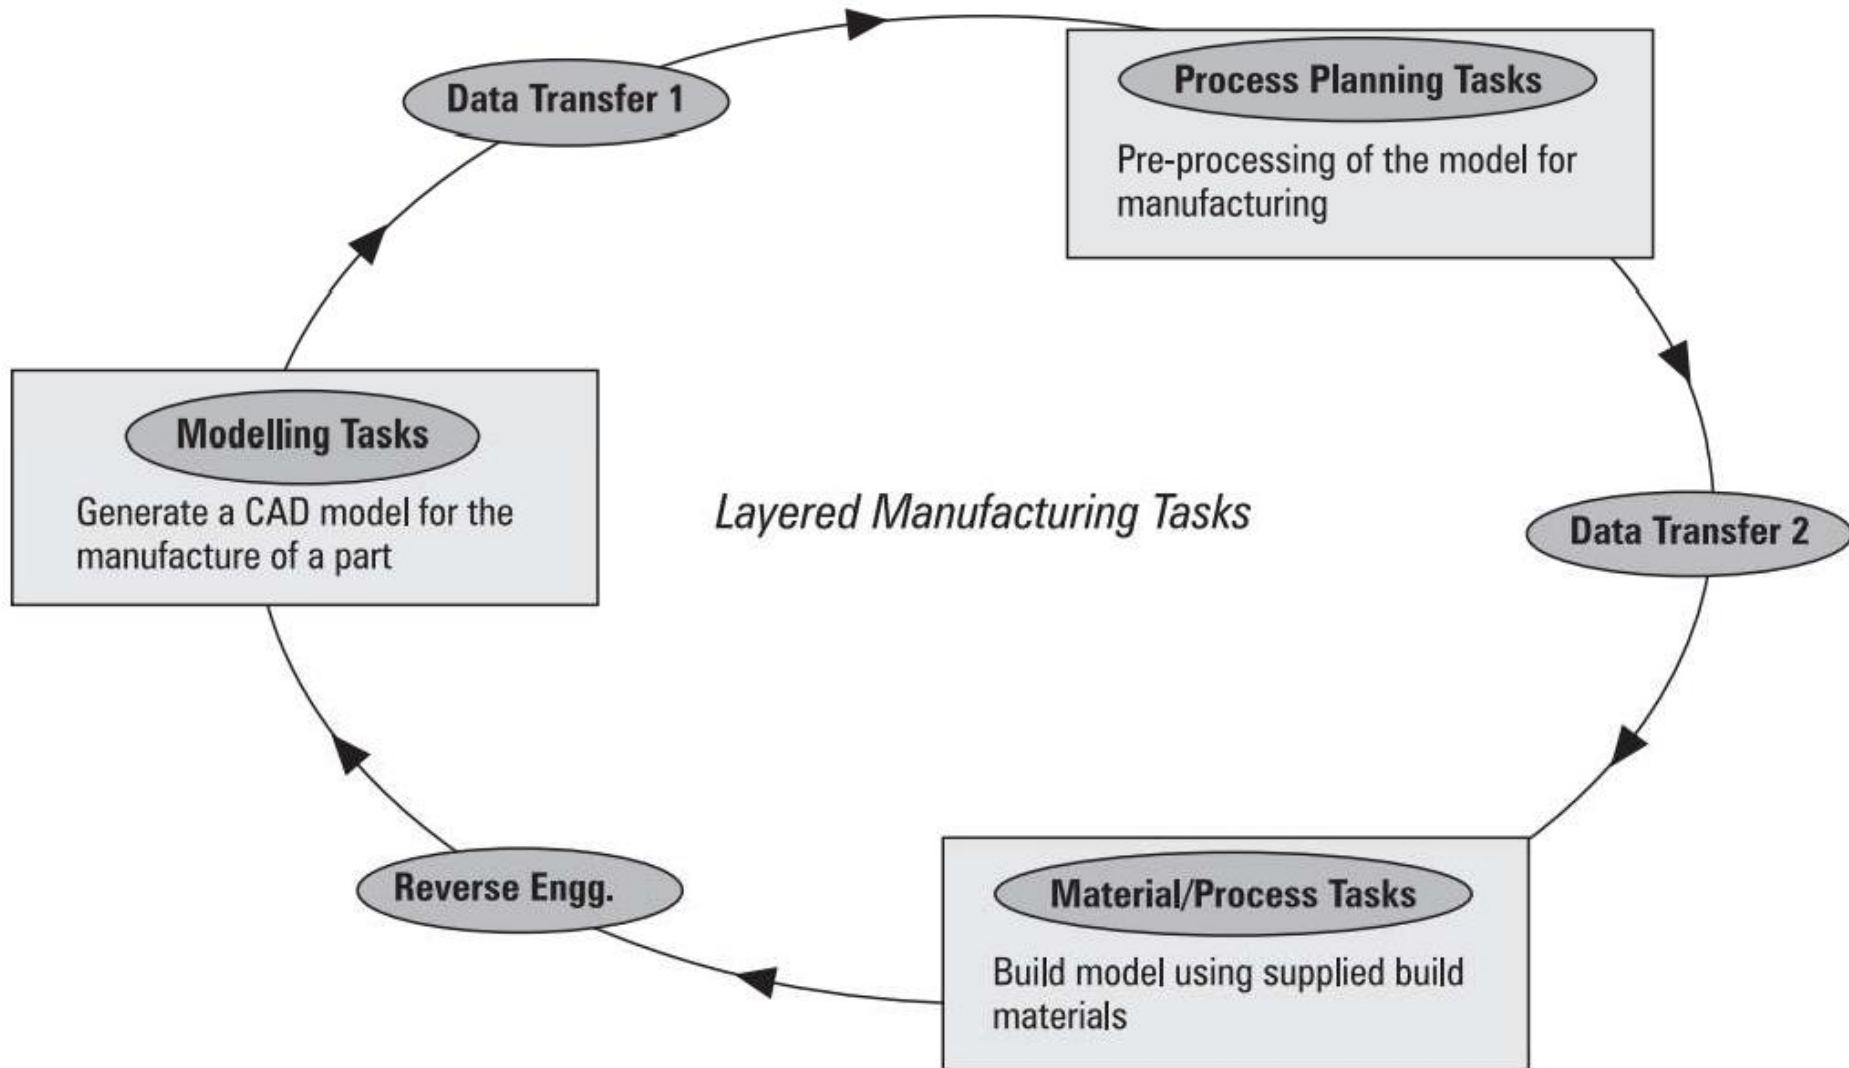 Data Transfer 1
Process Planning Tasks
Pre-processing of the model for
manufacturing
Modelling Tasks
Generate a CAD model for the
manufacture of a part
Layered Manufacturing Tasks
Data Transfer 2
Reverse Engg.
Material/Process Tasks
Build model using supplied build
materials